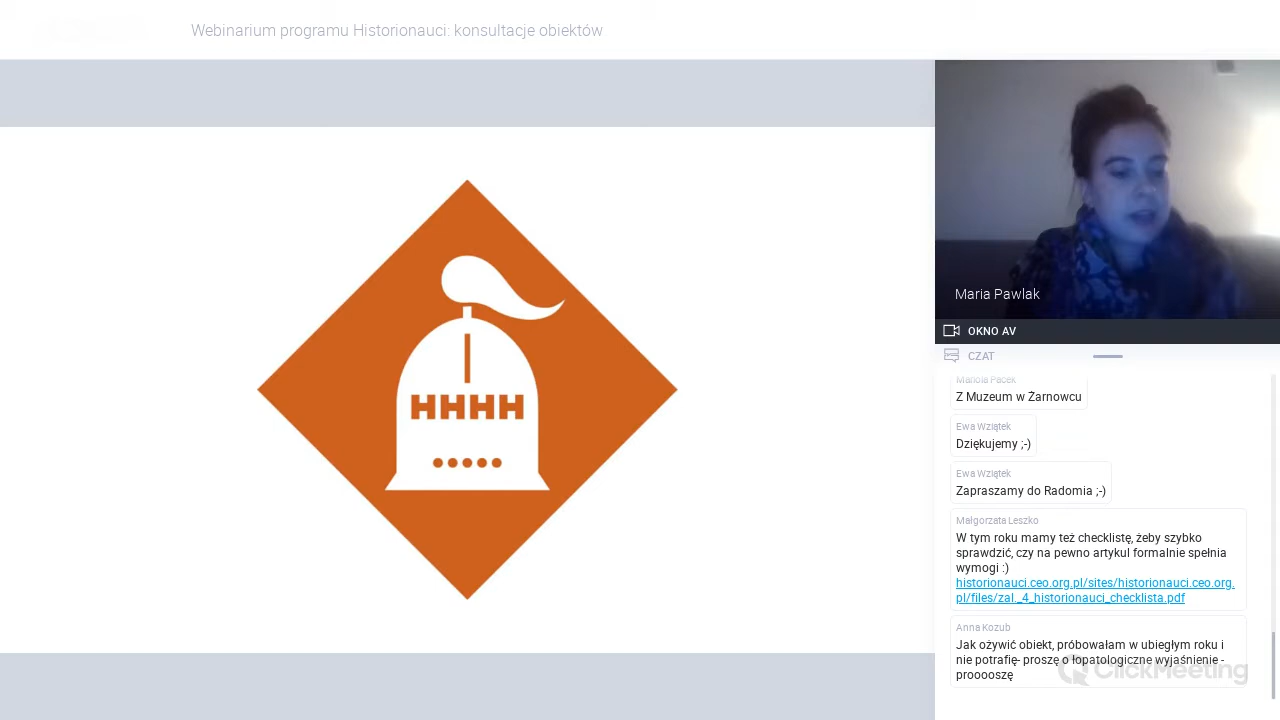 Webinarium programu Historionauci: konsultacje obiektów
HHHH
Maria Pawlak
OKNO AV
CZAT
Mariola Pacek
Z Muzeum w Żarnowcu
Ewa Wziątek
Dziękujemy ;-)
Ewa Wziątek
Zapraszamy do Radomia ;-)
Małgorzata Leszko
W tym roku mamy też checklistę, żeby szybko
sprawdzić, czy na pewno artykul formalnie spełnia
wymogi :)
historionauci.ceo.org.pl/sites/historionauci.ceo.org.
pl/files/zal._4_historionauci_checklista.pdf
Anna Kozub
Jak ożywić obiekt, próbowałam w ubiegłym roku i
nie potrafię- proszę o łopatologiczne wyjaśnienie -
prooooszę
ClickMeeting